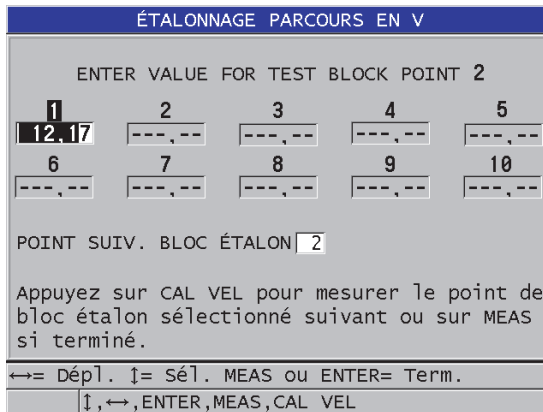 ÉTALONNAGE PARCOURS EN V
ENTER VALUE FOR TEST BLOCK POINT 2
1 2 3 4 5
12,17 ---,-- ---,-- ---,-- ---,--
6 7 8 9 10
---,-- ---,-- ---,-- ---,-- ---,--
POINT SUIV. BLOC ÉTALON 2
Appuyez sur CAL VEL pour mesurer le point de
bloc étalon sélectionné suivant ou sur MEAS
si terminé.
↔= Dépl. ↕= Sél. MEAS ou ENTER= Term.
↕,↔,ENTER,MEAS,CAL VEL